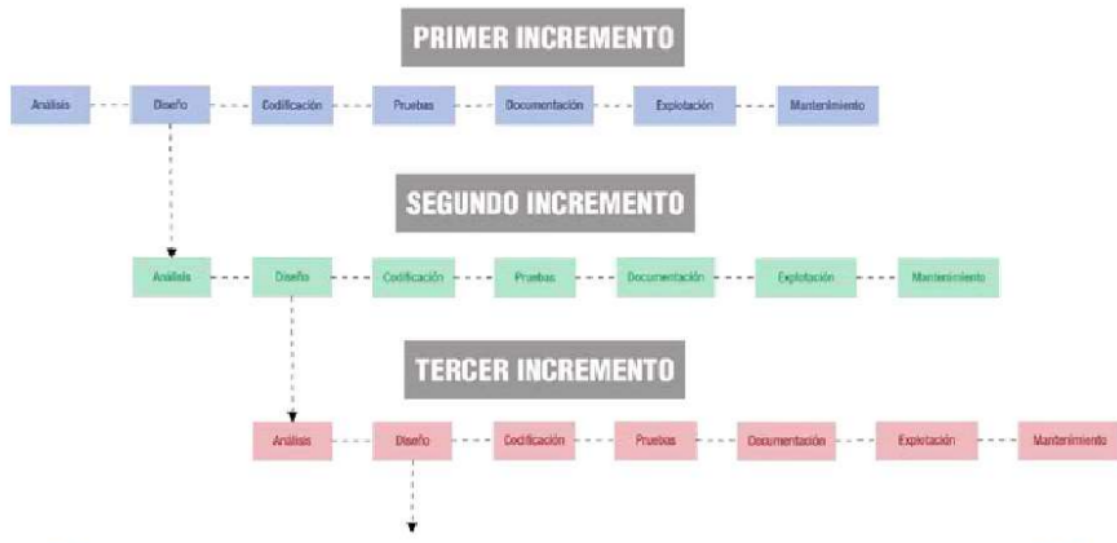 PRIMER INCREMENTO
Análisis Diseño Codificación Pruebas Documentación Explotación Mantenimiento
SEGUNDO INCREMENTO
Análisis Diseño Codificación Pruebas Documentación Explotación Mantenimiento
TERCER INCREMENTO
Análisis Diseño Codificación Pruebas Documentación Explotación Mantenimiento